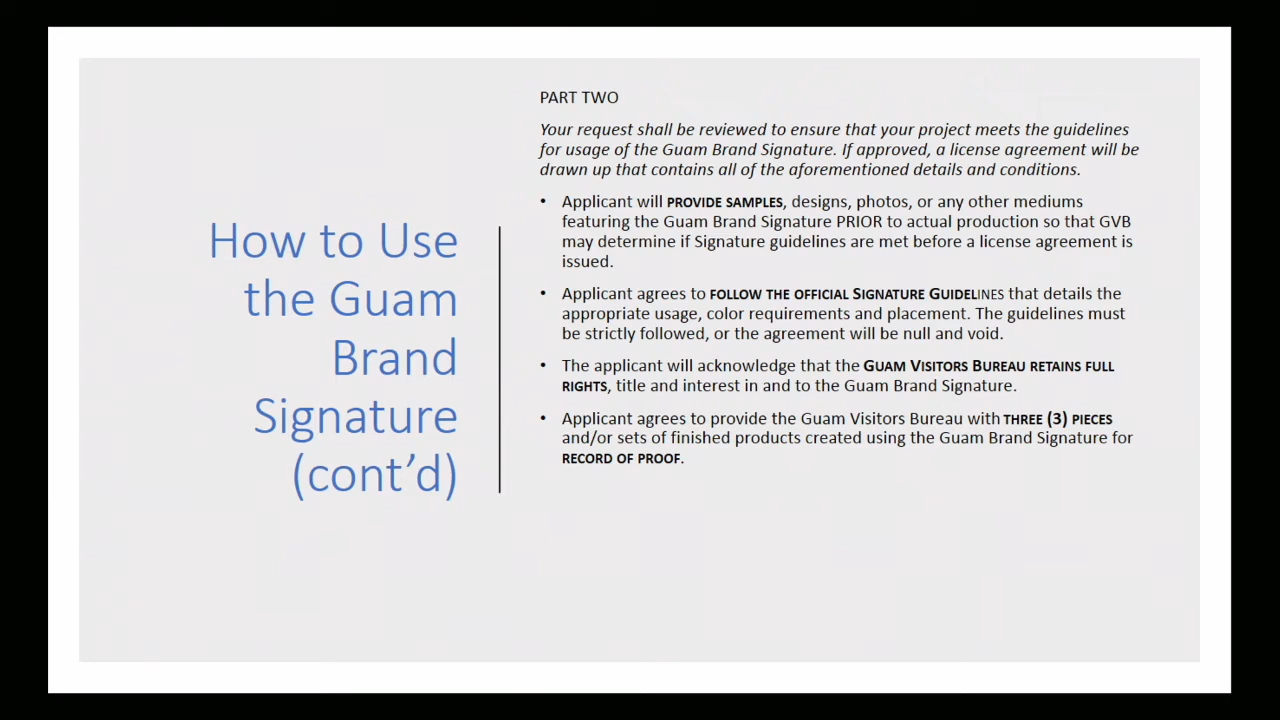 How to Use
the Guam
Brand
Signature
(cont’d)
PART TWO
Your request shall be reviewed to ensure that your project meets the guidelines
for usage of the Guam Brand Signature. If approved, a license agreement will be
drawn up that contains all of the aforementioned details and conditions.
• Applicant will PROVIDE SAMPLES, designs, photos, or any other mediums
featuring the Guam Brand Signature PRIOR to actual production so that GVB
may determine if Signature guidelines are met before a license agreement is
issued.
• Applicant agrees to FOLLOW THE OFFICIAL SIGNATURE GUIDELINES that details the
appropriate usage, color requirements and placement. The guidelines must
be strictly followed, or the agreement will be null and void.
• The applicant will acknowledge that the GUAM VISITORS BUREAU RETAINS FULL
RIGHTS, title and interest in and to the Guam Brand Signature.
• Applicant agrees to provide the Guam Visitors Bureau with THREE (3) PIECES
and/or sets of finished products created using the Guam Brand Signature for
RECORD OF PROOF.